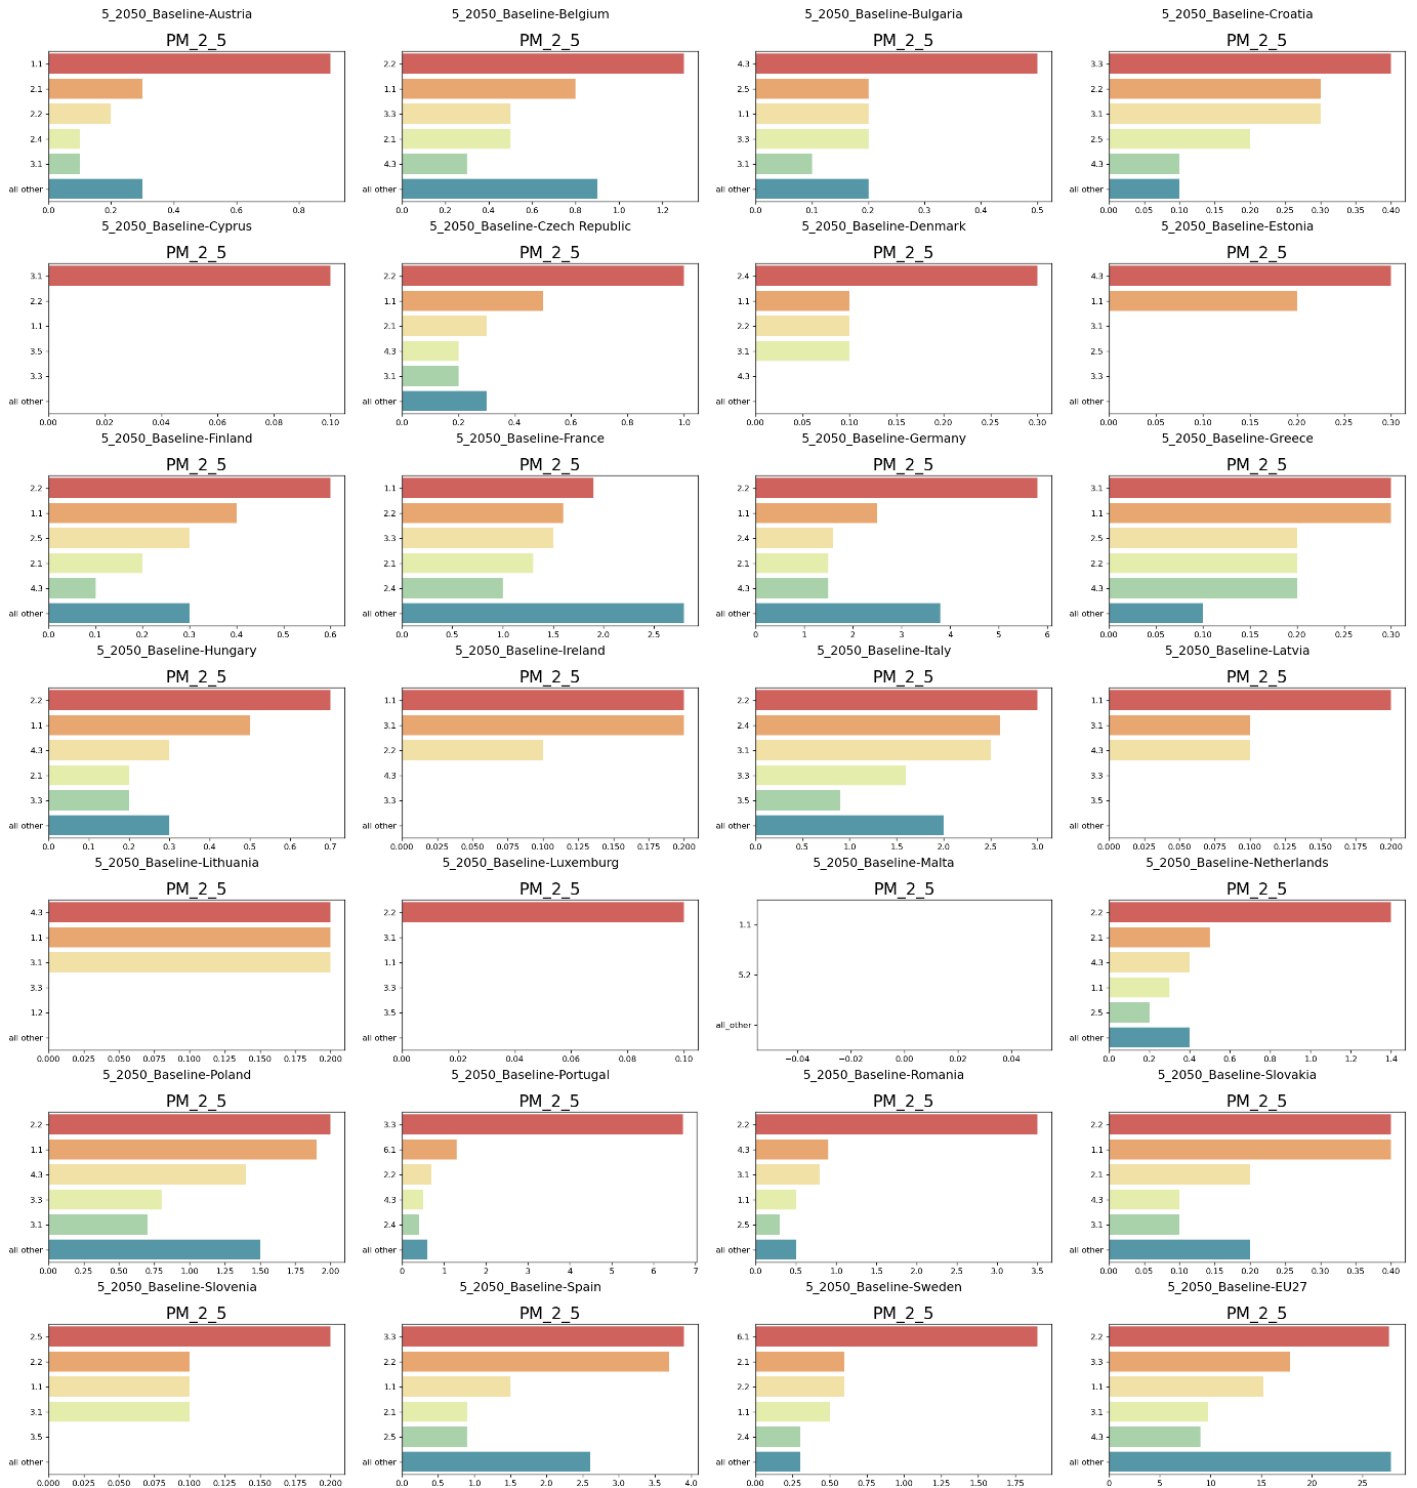 5_2050_Baseline-Austria
PM_2_5
1.1
2.1
2.2
2.4
3.1
all other
0.0 0.2 0.4 0.6 0.8
5_2050_Baseline-Belgium
PM_2_5
2.2
1.1
3.3
2.1
4.3
all other
0.0 0.2 0.4 0.6 0.8 1.0 1.2
5_2050_Baseline-Bulgaria
PM_2_5
4.3
2.5
1.1
3.3
3.1
all other
0.0 0.1 0.2 0.3 0.4 0.5
5_2050_Baseline-Croatia
PM_2_5
3.3
2.2
3.1
2.5
4.3
all other
0.00 0.05 0.10 0.15 0.20 0.25 0.30 0.35 0.40
5_2050_Baseline-Cyprus
PM_2_5
3.1
2.2
1.1
3.5
3.3
all other
0.00 0.02 0.04 0.06 0.08 0.10
5_2050_Baseline-Czech Republic
PM_2_5
2.2
1.1
2.1
4.3
3.1
all other
0.0 0.2 0.4 0.6 0.8 1.0
5_2050_Baseline-Denmark
PM_2_5
2.4
1.1
2.2
3.1
4.3
all other
0.00 0.05 0.10 0.15 0.20 0.25 0.30
5_2050_Baseline-Estonia
PM_2_5
4.3
1.1
3.1
2.5
3.3
all other
0.00 0.05 0.10 0.15 0.20 0.25 0.30
5_2050_Baseline-Finland
PM_2_5
2.2
1.1
2.5
2.1
4.3
all other
0.0 0.1 0.2 0.3 0.4 0.5 0.6
5_2050_Baseline-France
PM_2_5
1.1
2.2
3.3
2.1
2.4
all other
0.0 0.5 1.0 1.5 2.0 2.5
5_2050_Baseline-Germany
PM_2_5
2.2
1.1
2.4
2.1
4.3
all other
0 1 2 3 4 5 6
5_2050_Baseline-Greece
PM_2_5
3.1
1.1
2.5
2.2
4.3
all other
0.00 0.05 0.10 0.15 0.20 0.25 0.30
5_2050_Baseline-Hungary
PM_2_5
2.2
1.1
4.3
2.1
3.3
all other
0.0 0.1 0.2 0.3 0.4 0.5 0.6 0.7
5_2050_Baseline-Ireland
PM_2_5
1.1
3.1
2.2
4.3
3.3
all other
0.000 0.025 0.050 0.075 0.100 0.125 0.150 0.175 0.200
5_2050_Baseline-Italy
PM_2_5
2.2
2.4
3.1
3.3
3.5
all other
0.0 0.5 1.0 1.5 2.0 2.5 3.0
5_2050_Baseline-Latvia
PM_2_5
1.1
3.1
4.3
3.3
3.5
all other
0.000 0.025 0.050 0.075 0.100 0.125 0.150 0.175 0.200
5_2050_Baseline-Lithuania
PM_2_5
4.3
1.1
3.1
3.3
1.2
all other
0.000 0.025 0.050 0.075 0.100 0.125 0.150 0.175 0.200
5_2050_Baseline-Luxemburg
PM_2_5
2.2
3.1
1.1
3.3
3.5
all other
0.00 0.02 0.04 0.06 0.08 0.10
5_2050_Baseline-Malta
PM_2_5
1.1
5.2
all_other
−0.04 −0.02 0.00 0.02 0.04
5_2050_Baseline-Netherlands
PM_2_5
2.2
2.1
4.3
1.1
2.5
all other
0.0 0.2 0.4 0.6 0.8 1.0 1.2 1.4
5_2050_Baseline-Poland
PM_2_5
2.2
1.1
4.3
3.3
3.1
all other
0.00 0.25 0.50 0.75 1.00 1.25 1.50 1.75 2.00
5_2050_Baseline-Portugal
PM_2_5
3.3
6.1
2.2
4.3
2.4
all other
0 1 2 3 4 5 6 7
5_2050_Baseline-Romania
PM_2_5
2.2
4.3
3.1
1.1
2.5
all other
0.0 0.5 1.0 1.5 2.0 2.5 3.0 3.5
5_2050_Baseline-Slovakia
PM_2_5
2.2
1.1
2.1
4.3
3.1
all other
0.00 0.05 0.10 0.15 0.20 0.25 0.30 0.35 0.40
5_2050_Baseline-Slovenia
PM_2_5
2.5
2.2
1.1
3.1
3.5
all other
0.000 0.025 0.050 0.075 0.100 0.125 0.150 0.175 0.200
5_2050_Baseline-Spain
PM_2_5
3.3
2.2
1.1
2.1
2.5
all other
0.0 0.5 1.0 1.5 2.0 2.5 3.0 3.5 4.0
5_2050_Baseline-Sweden
PM_2_5
6.1
2.1
2.2
1.1
2.4
all other
0.00 0.25 0.50 0.75 1.00 1.25 1.50 1.75
5_2050_Baseline-EU27
PM_2_5
2.2
3.3
1.1
3.1
4.3
all other
0 5 10 15 20 25